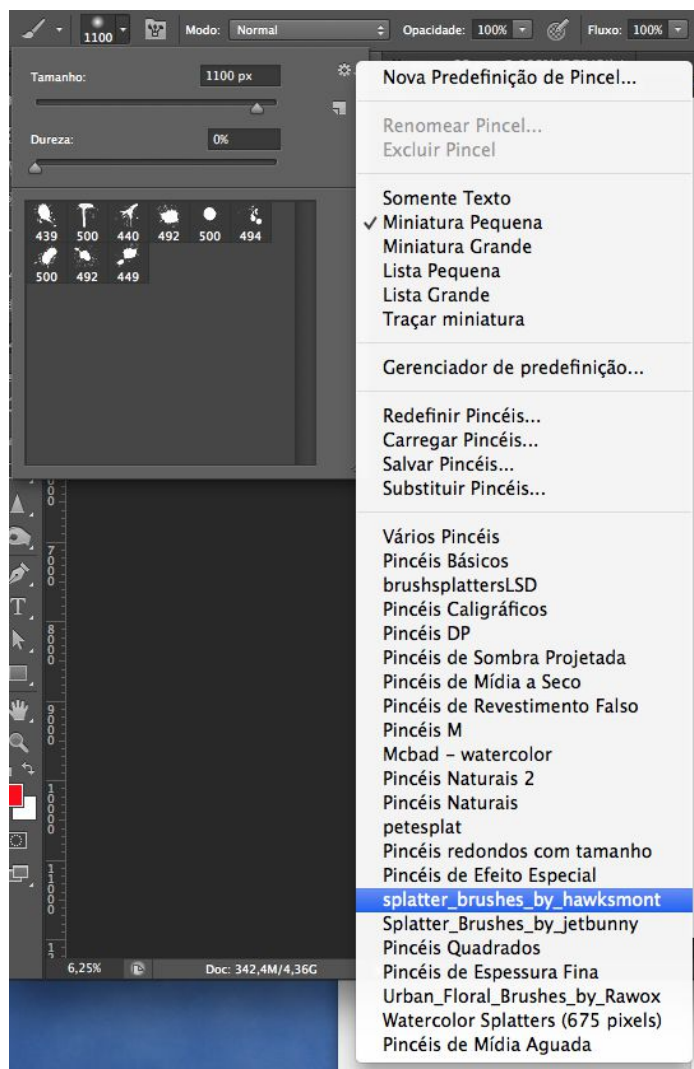 1100 Modo: Normal Opacidade: 100% Fluxo: 100%
Tamanho: 1100 px
Dureza: 0%
439 500 440 492 500 494
500 492 449
Nova Predefinição de Pincel...
Renomear Pincel...
Excluir Pincel
Somente Texto
✓ Miniatura Pequena
Miniatura Grande
Lista Pequena
Lista Grande
Traçar miniatura
Gerenciador de predefinição...
Redefinir Pincéis...
Carregar Pincéis...
Salvar Pincéis...
Substituir Pincéis...
Vários Pincéis
Pincéis Básicos
brushsplattersLSD
Pincéis Caligráficos
Pincéis DP
Pincéis de Sombra Projetada
Pincéis de Mídia a Seco
Pincéis de Revestimento Falso
Pincéis M
Mcbad – watercolor
Pincéis Naturais 2
Pincéis Naturais
petesplat
Pincéis redondos com tamanho
Pincéis de Efeito Especial
splatter_brushes_by_hawksmont
Splatter_Brushes_by_jetbunny
Pincéis Quadrados
Pincéis de Espessura Fina
Urban_Floral_Brushes_by_Rawox
Watercolor Splatters (675 pixels)
Pincéis de Mídia Aguada
T
7000
8000
9000
10000
11000
6,25% Doc: 342,4M/4,36G